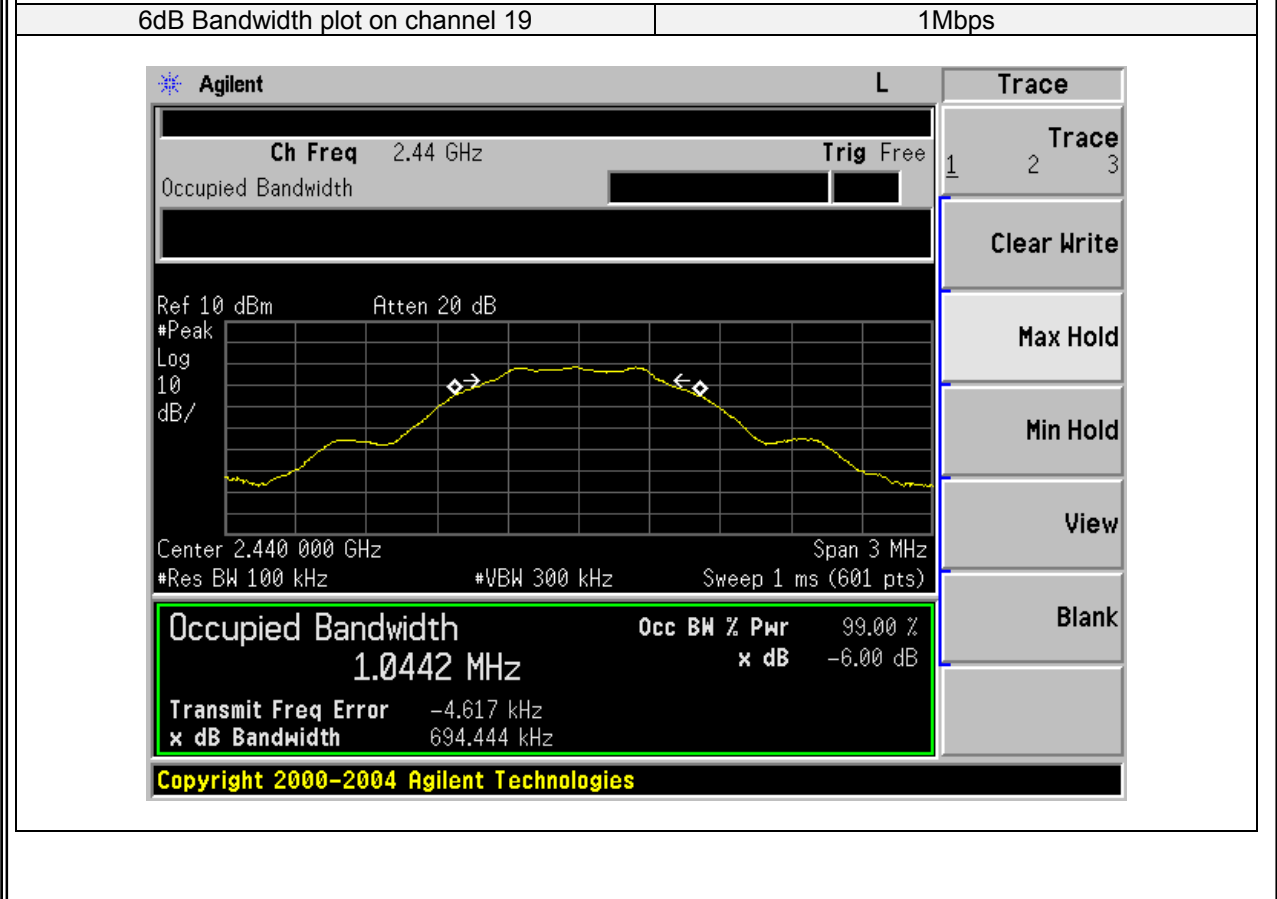 6dB Bandwidth plot on channel 19 1Mbps
Agilent L Trace
Ch Freq 2.44 GHz Trig Free
Occupied Bandwidth
Trace
1 2 3
Clear Write
Max Hold
Min Hold
View
Blank
Ref 10 dBm Atten 20 dB
#Peak
Log
10
dB/
Center 2.440 000 GHz Span 3 MHz
#Res BW 100 kHz #VBW 300 kHz Sweep 1 ms (601 pts)
Occupied Bandwidth Occ BW % Pwr 99.00 %
1.0442 MHz x dB -6.00 dB
Transmit Freq Error -4.617 kHz
x dB Bandwidth 694.444 kHz
Copyright 2000-2004 Agilent Technologies